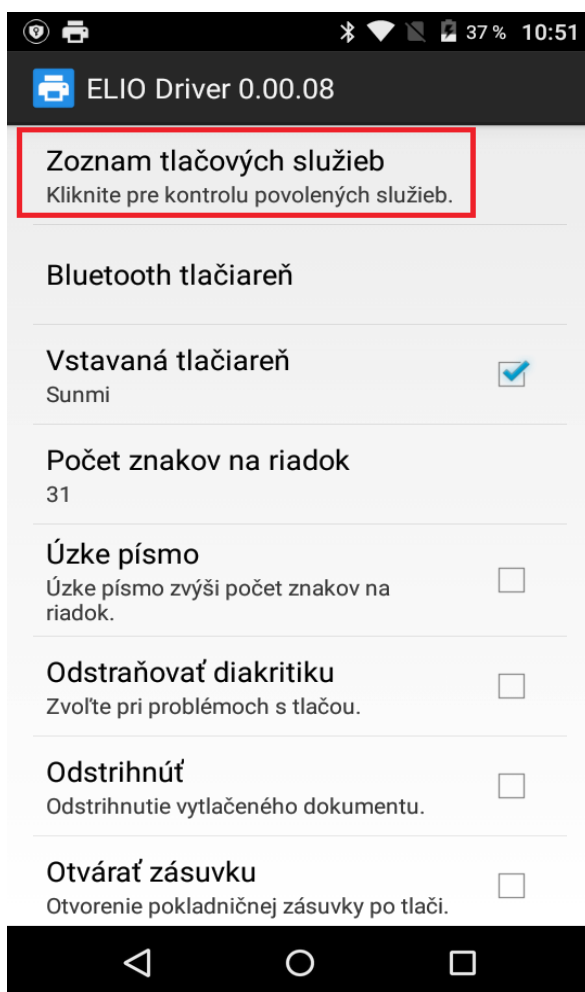 37 % 10:51
ELIO Driver 0.00.08
Zoznam tlačových služieb
Kliknite pre kontrolu povolených služieb.
Bluetooth tlačiareň
Vstavaná tlačiareň
Sunmi
Počet znakov na riadok
31
Úzke písmo
Úzke písmo zvýši počet znakov na
riadok.
Odstraňovať diakritiku
Zvoľte pri problémoch s tlačou.
Odstrihnúť
Odstrihnutie vytlačeného dokumentu.
Otvárať zásuvku
Otvorenie pokladničnej zásuvky po tlači.